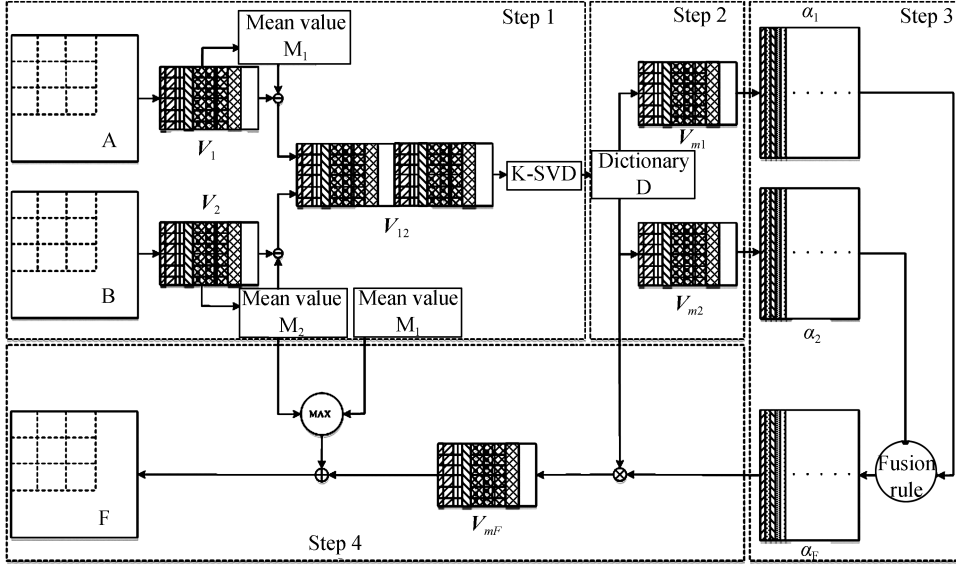 Step 1
Step 2
Step 3
Mean value
M1
A
V1
V2
V12
K-SVD
Dictionary
D
Vm1
Vm2
α1
α2
B
Mean value
M2
Mean value
M1
MAX
F
VmF
Fusion
rule
αF
Step 4